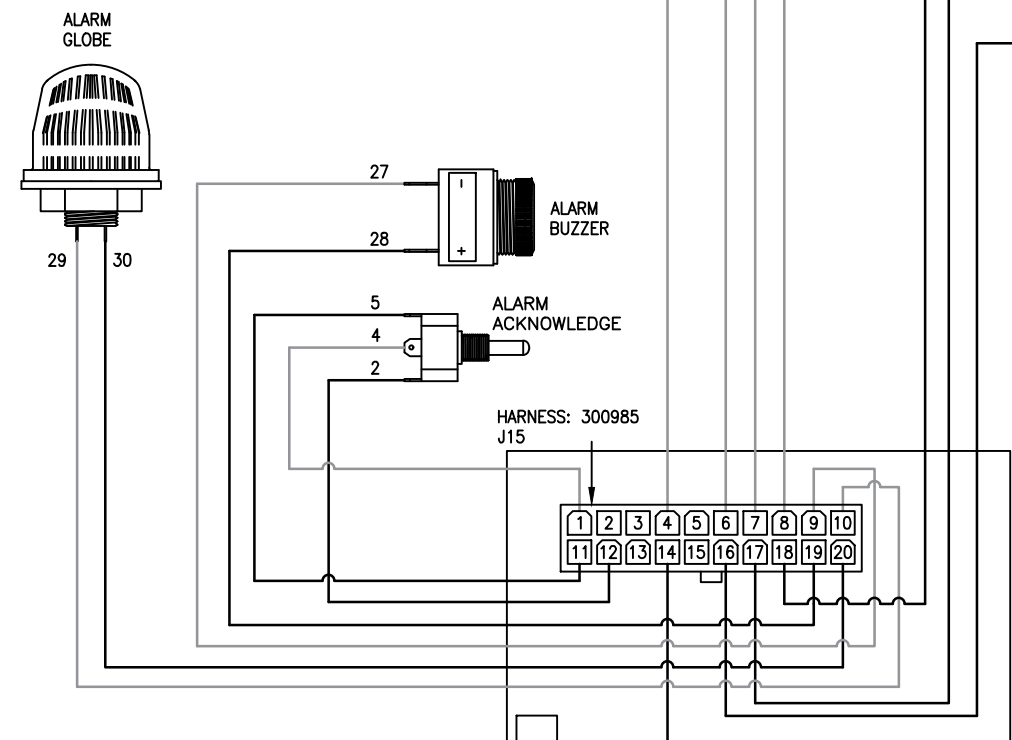 ALARM
GLOBE
27
-
28
+
ALARM
BUZZER
29
30
5
4
2
ALARM
ACKNOWLEDGE
HARNESS: 300985
J15
1 2 3 4 5 6 7 8 9 10
11 12 13 14 15 16 17 18 19 20